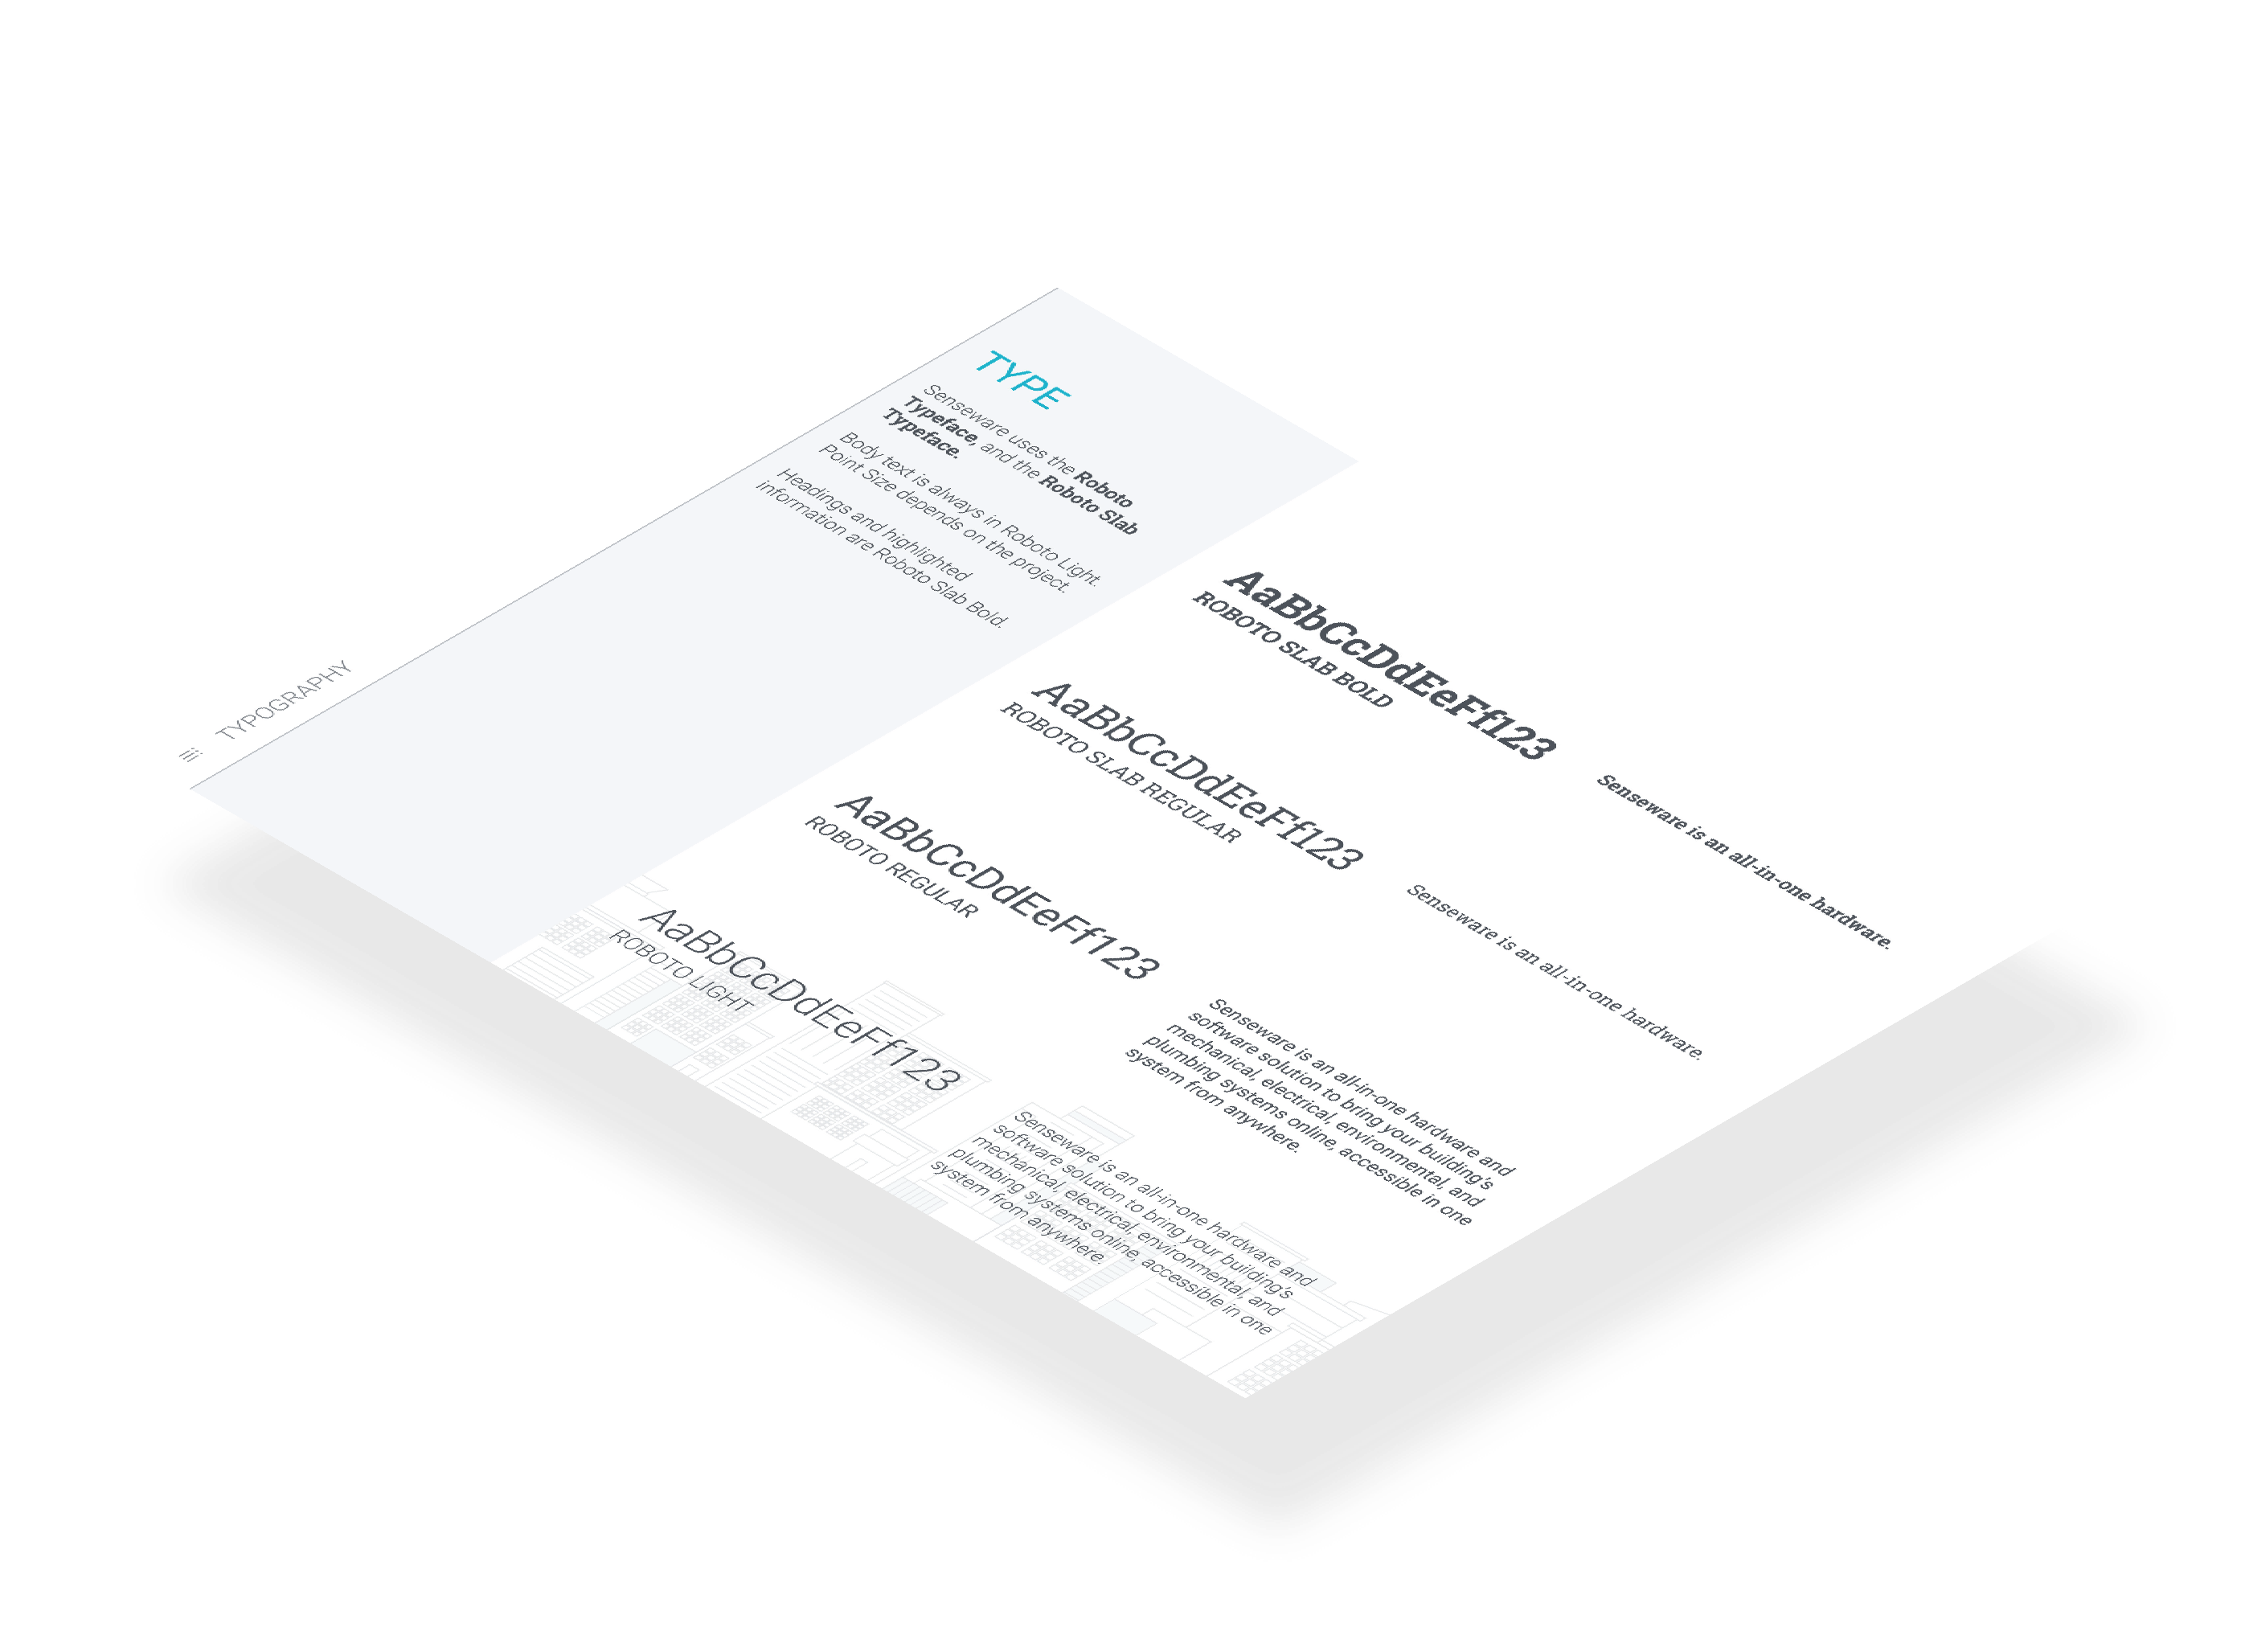 iii TYPOGRAPHY
TYPE
Senseware uses the Roboto
Typeface, and the Roboto Slab
Typeface.
Body text is always in Roboto Light.
Point Size depends on the project.
Headings and highlighted
information are Roboto Slab Bold.
AaBbCcDdEeFf123
ROBOTO SLAB BOLD
Senseware is an all-in-one hardware.
AaBbCcDdEeFf123
ROBOTO SLAB REGULAR
Senseware is an all-in-one hardware.
AaBbCcDdEeFf123
ROBOTO REGULAR
Senseware is an all-in-one hardware and
software solution to bring your building's
mechanical, electrical, environmental, and
plumbing systems online, accessible in one
system from anywhere.
AaBbCcDdEeFf123
ROBOTO LIGHT
Senseware is an all-in-one hardware and
software solution to bring your building's
mechanical, electrical, environmental, and
plumbing systems online, accessible in one
system from anywhere.